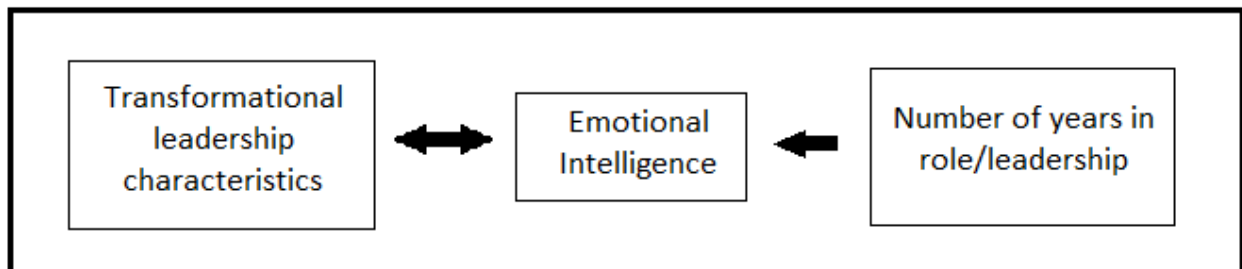 Transformational
leadership
characteristics
Emotional
Intelligence
Number of years in
role/leadership